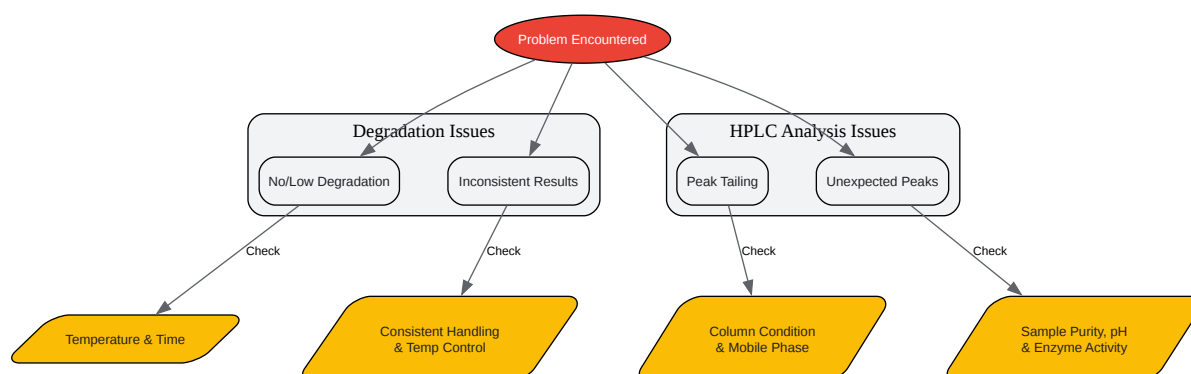 Problem Encountered
Degradation Issues
HPLC Analysis Issues
No/Low Degradation
Inconsistent Results
Peak Tailing
Unexpected Peaks
Check
Check
Check
Check
Temperature & Time
Consistent Handling
& Temp Control
Column Condition
& Mobile Phase
Sample Purity, pH
& Enzyme Activity